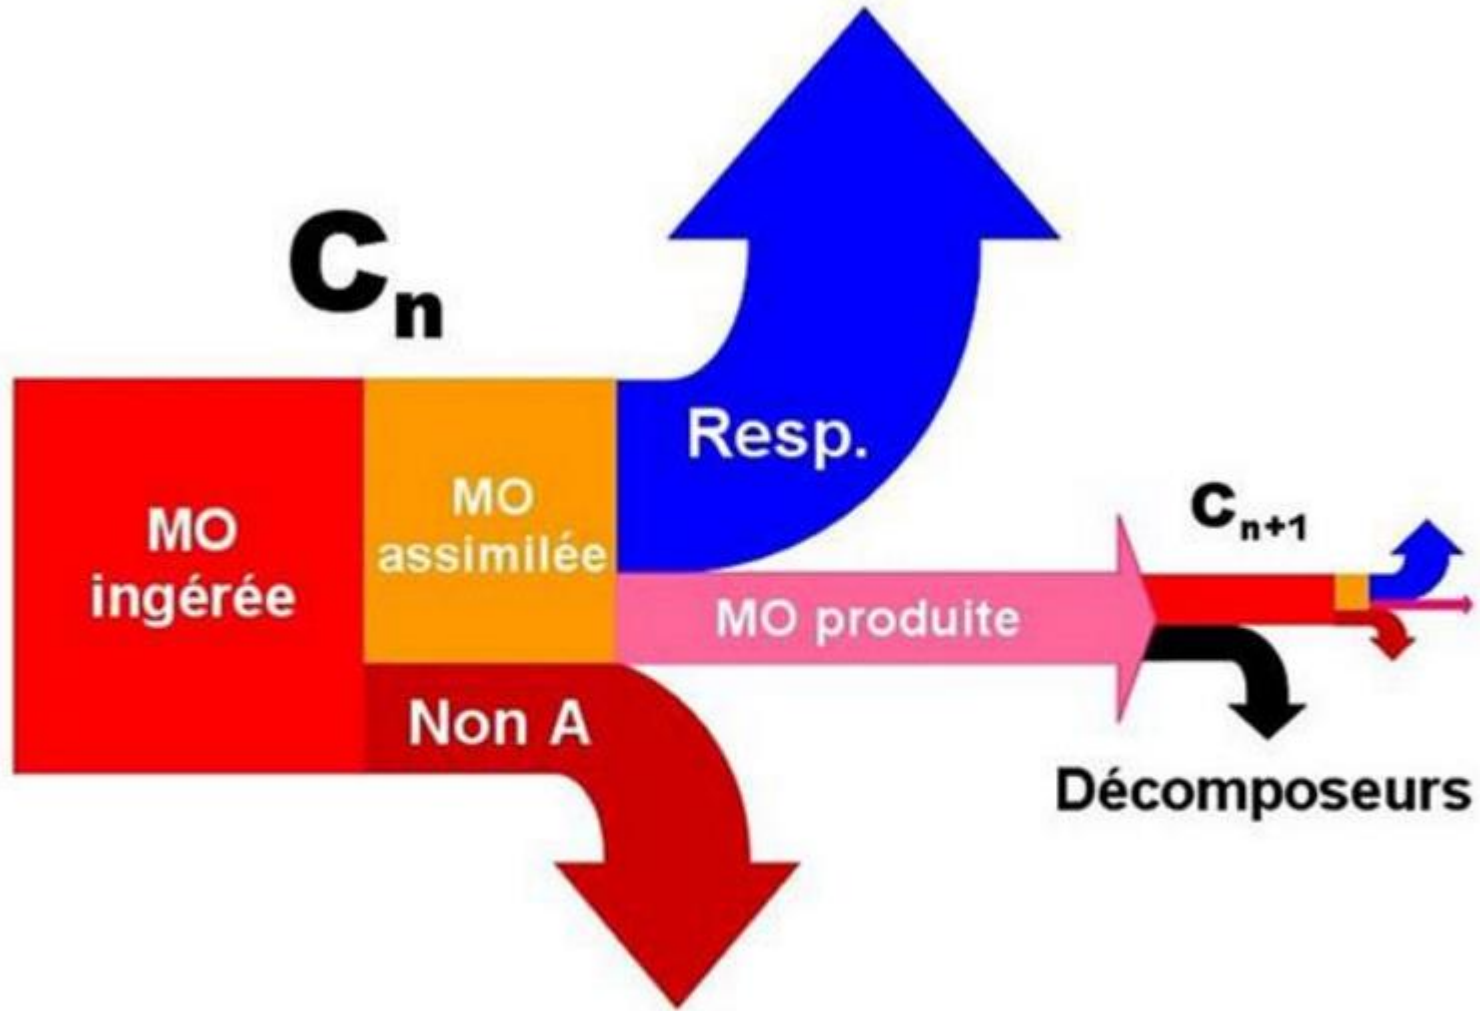 Cn
MO
ingérée
MO
assimilée
Resp.
Non A
MO produite
Cn+1
Décomposeurs